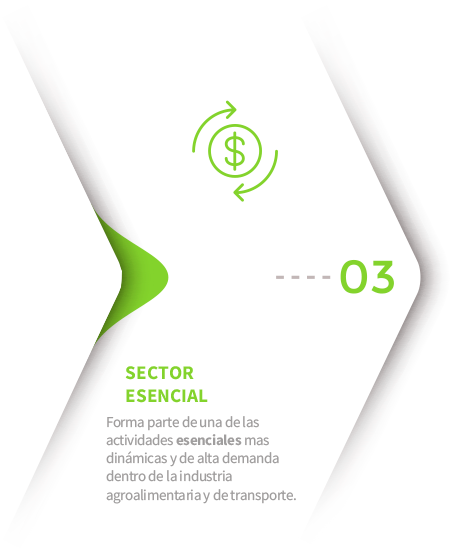 $
03
SECTOR
ESENCIAL
Forma parte de una de las
actividades esenciales mas
dinámicas y de alta demanda
dentro de la industria
agroalimentaria y de transporte.